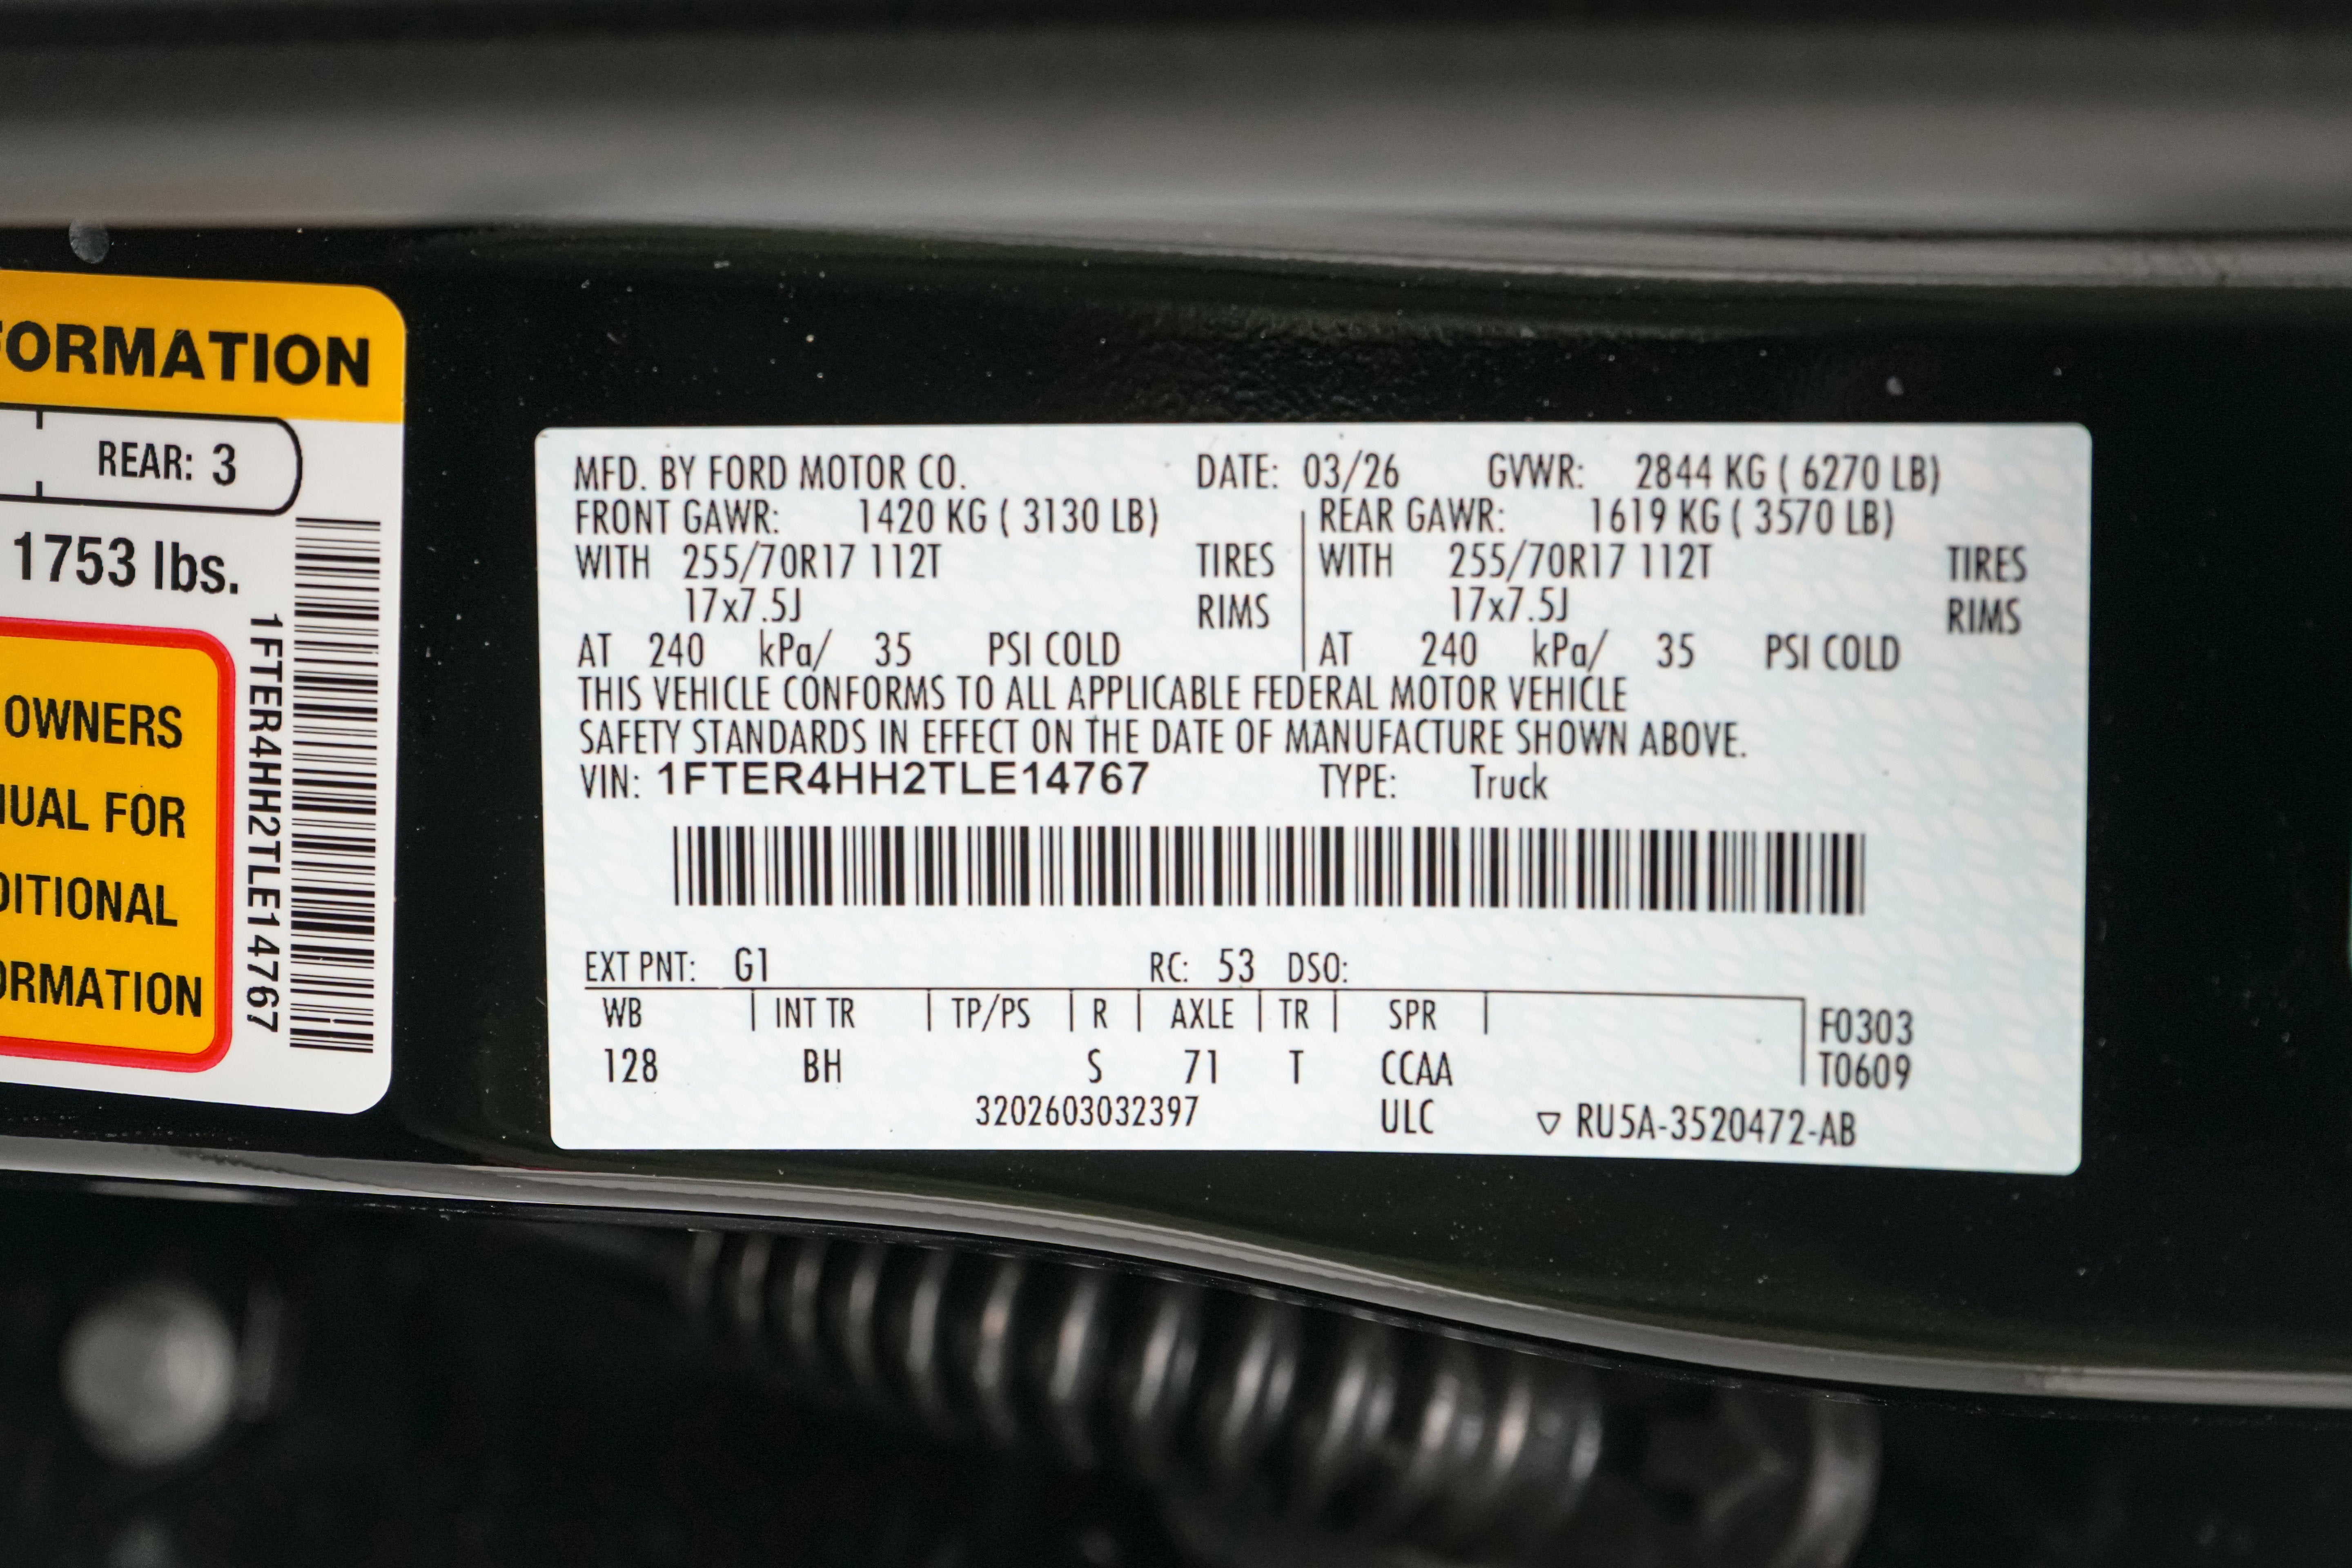 FORMATION
REAR: 3
1753 lbs.
OWNERS
NUAL FOR
DITIONAL
ORMATION
1FTER4HH2TLE14767
MFD. BY FORD MOTOR CO. DATE: 03/26 GVWR: 2844 KG ( 6270 LB)
FRONT GAWR: 1420 KG ( 3130 LB) REAR GAWR: 1619 KG ( 3570 LB)
WITH 255/70R17 112T TIRES WITH 255/70R17 112T TIRES
17x7.5J RIMS 17x7.5J RIMS
AT 240 kPa/ 35 PSI COLD AT 240 kPa/ 35 PSI COLD
THIS VEHICLE CONFORMS TO ALL APPLICABLE FEDERAL MOTOR VEHICLE
SAFETY STANDARDS IN EFFECT ON THE DATE OF MANUFACTURE SHOWN ABOVE.
VIN: 1FTER4HH2TLE14767 TYPE: Truck
EXT PNT: G1 RC: 53 DSO:
WB INT TR TP/PS R AXLE TR SPR F0303
128 BH S 71 T CCAA T0609
3202603032397 ULC ▽ RU5A-3520472-AB